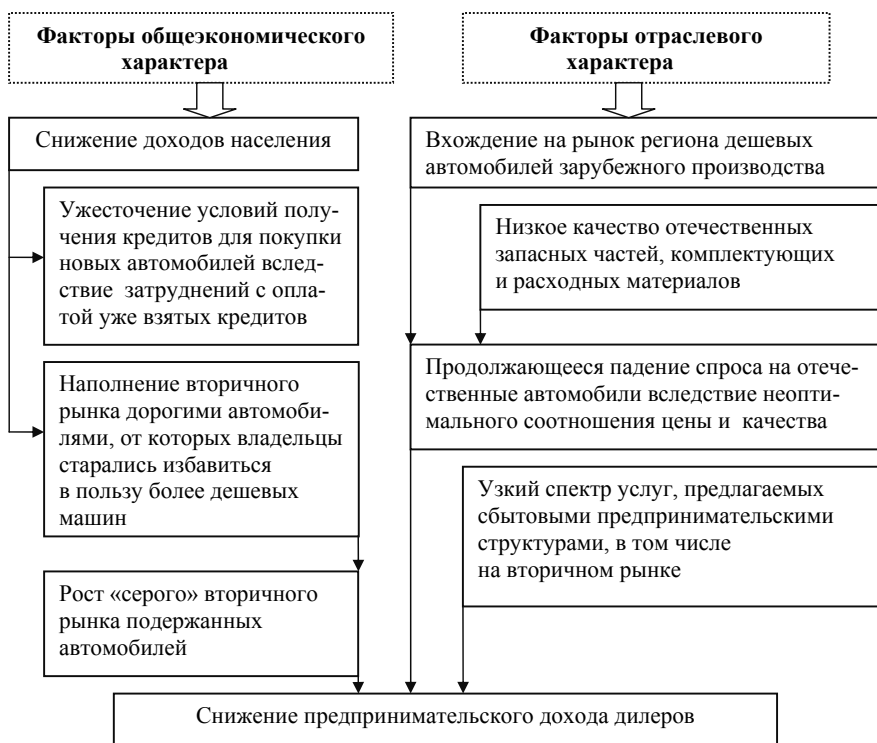 Факторы общеэкономического
характера
Факторы отраслевого
характера
Снижение доходов населения
Вхождение на рынок региона дешевых
автомобилей зарубежного производства
Ужесточение условий полу-
чения кредитов для покупки
новых автомобилей вслед-
ствие затруднений с опла-
той уже взятых кредитов
Низкое качество отечественных
запасных частей, комплектующих
и расходных материалов
Наполнение вторичного
рынка дорогими автомоби-
лями, от которых владельцы
старались избавиться
в пользу более дешевых
машин
Продолжающееся падение спроса на отече-
ственные автомобили вследствие неопти-
мального соотношения цены и качества
Узкий спектр услуг, предлагаемых
сбытовыми предпринимательскими
структурами, в том числе
на вторичном рынке
Рост «серого» вторичного
рынка подержанных
автомобилей
Снижение предпринимательского дохода дилеров